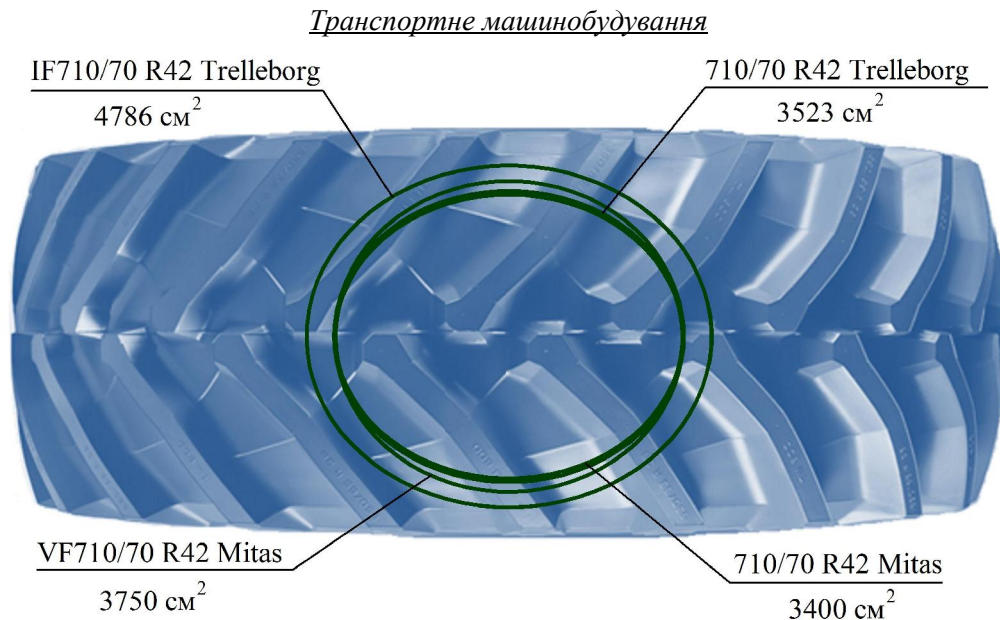 Транспортне машинобудування
IF710/70 R42 Trelleborg
4786 см²
710/70 R42 Trelleborg
3523 см²
VF710/70 R42 Mitas
3750 см²
710/70 R42 Mitas
3400 см²